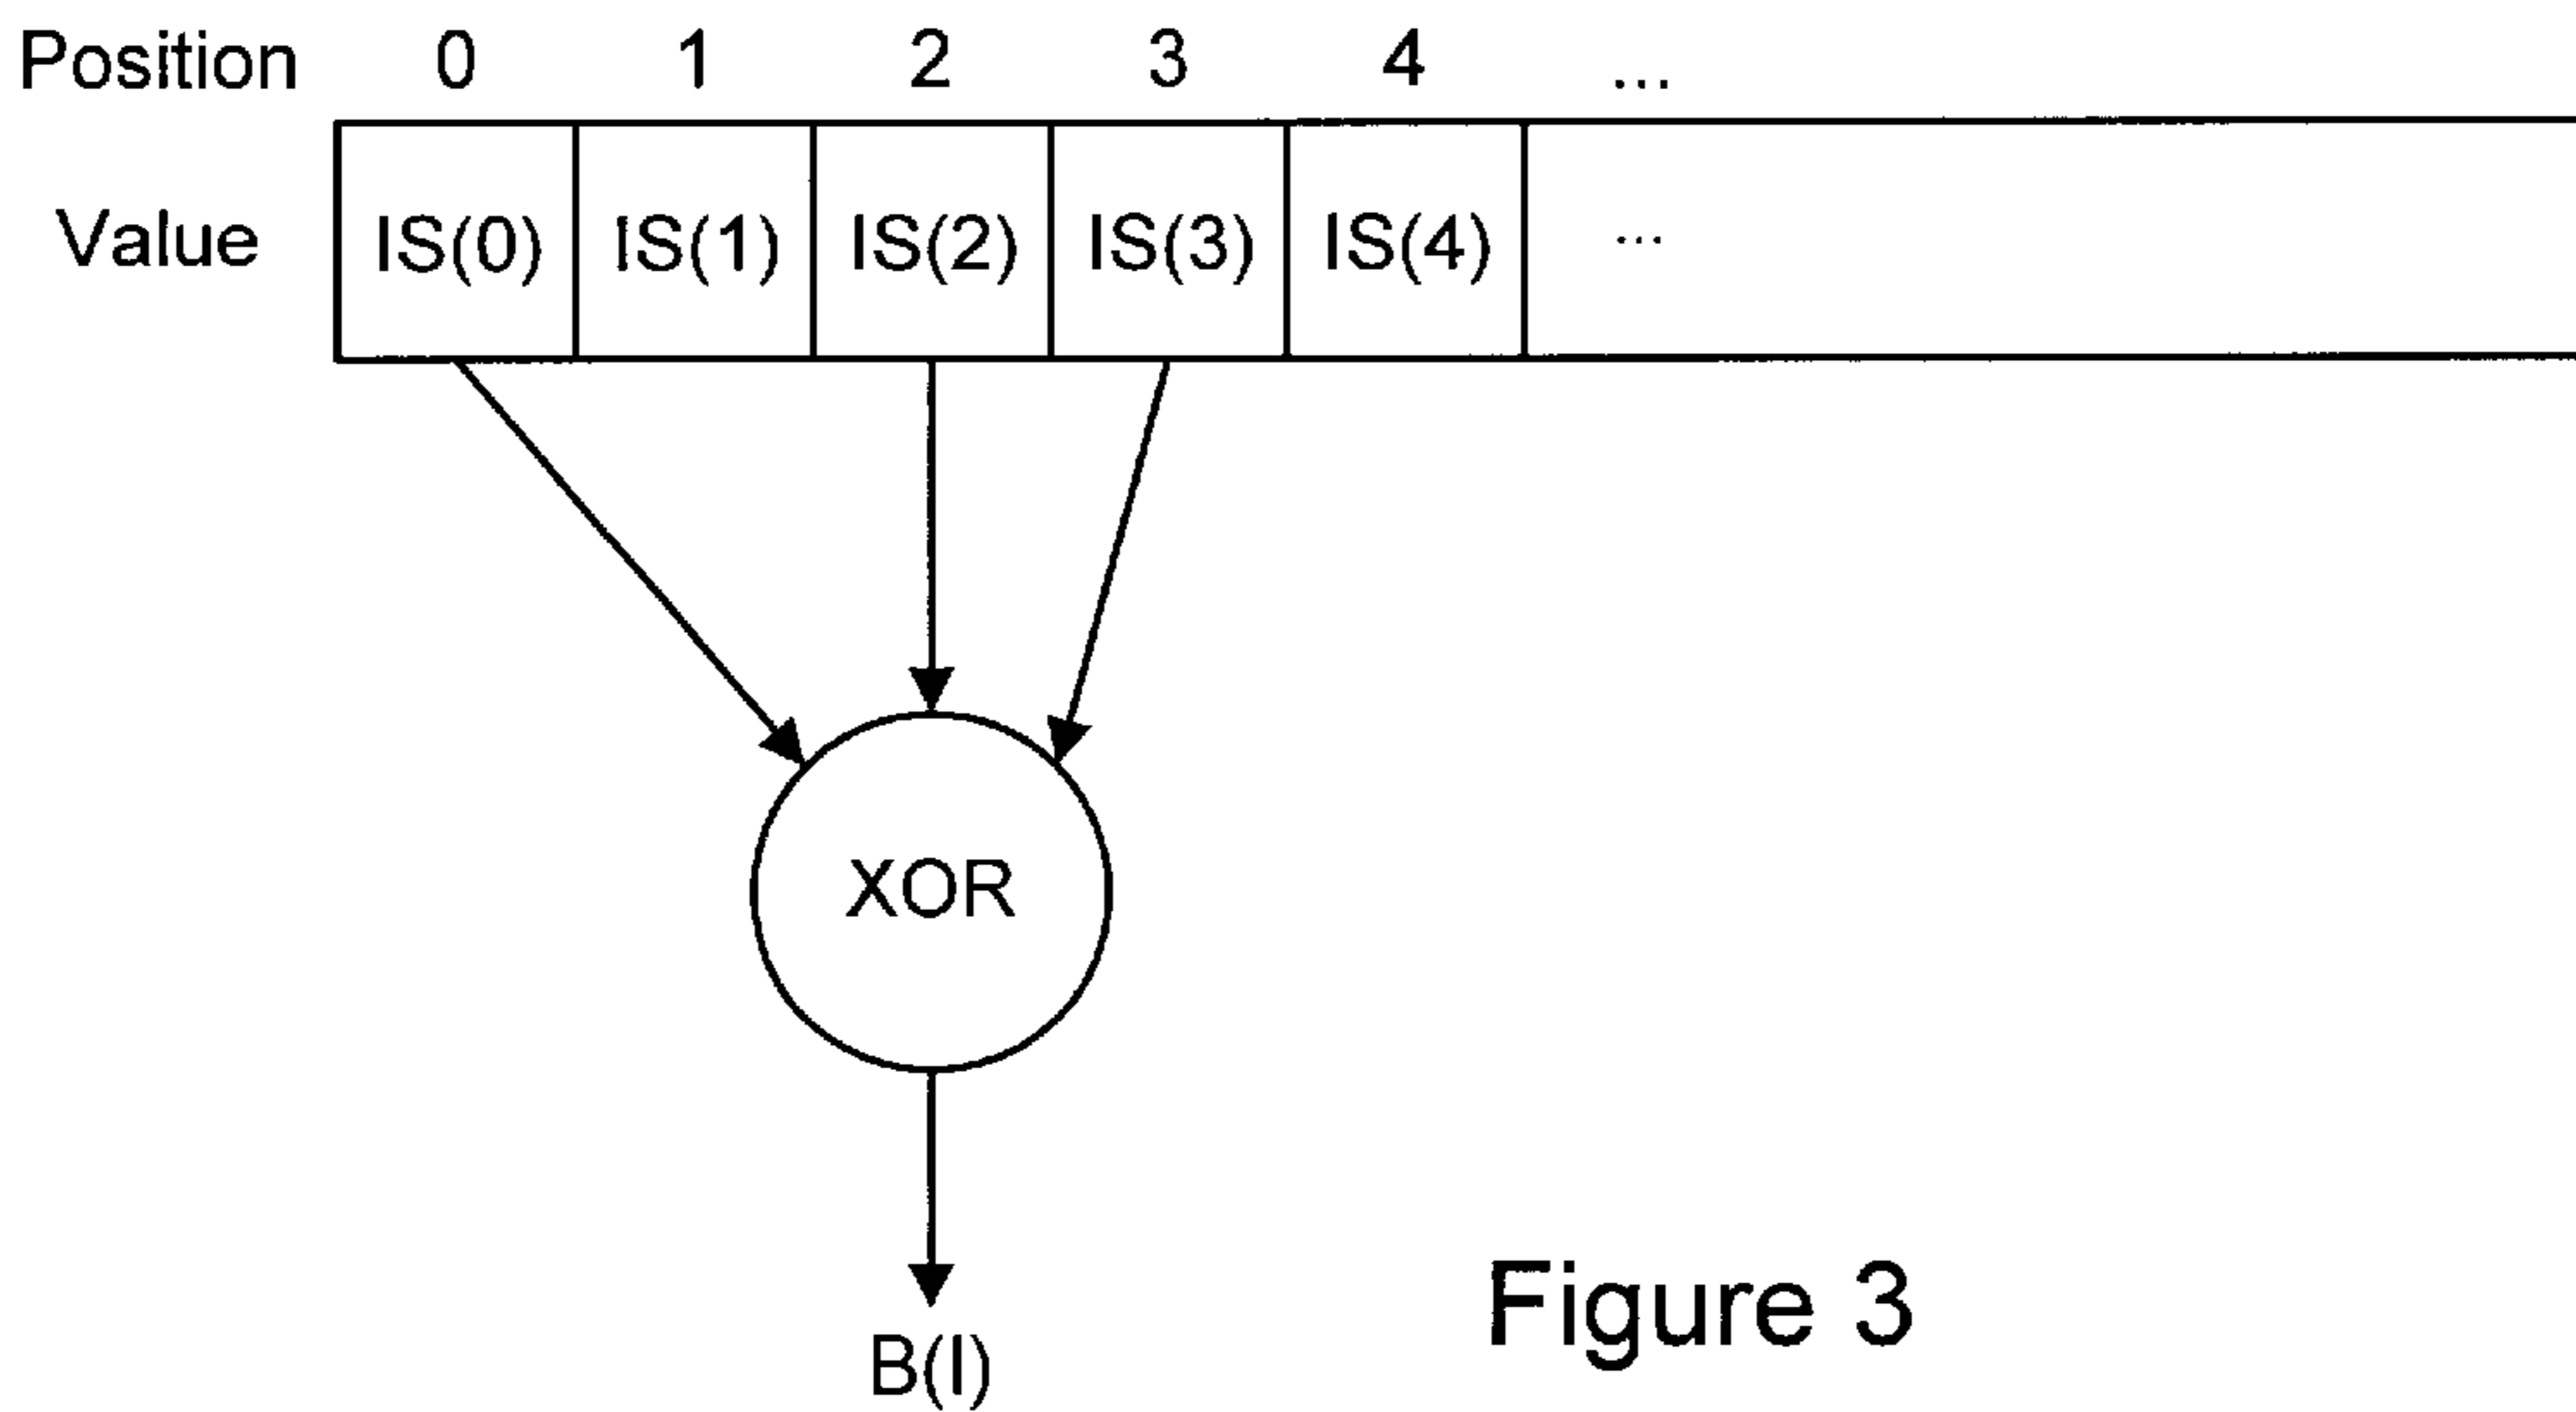 Position 0 1 2 3 4 ...
Value IS(0) IS(1) IS(2) IS(3) IS(4) ...
XOR
B(I)
Figure 3